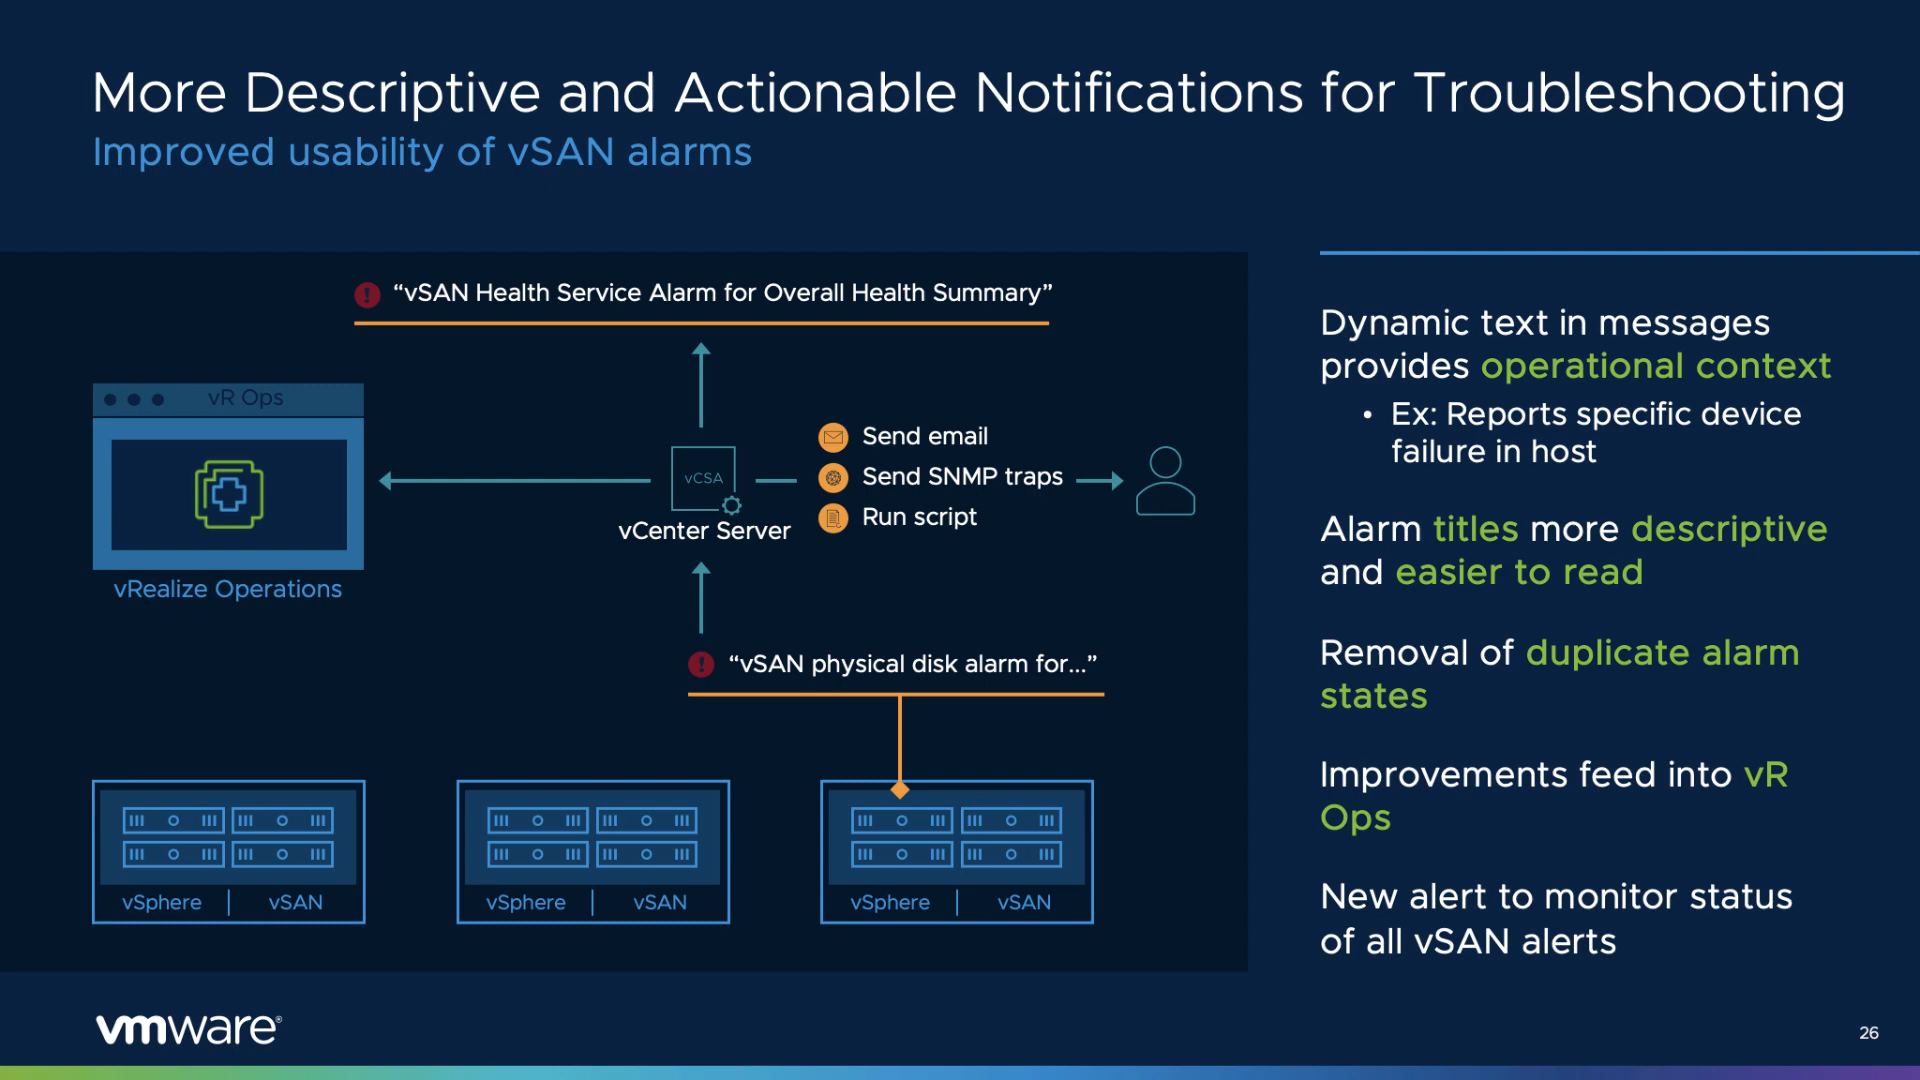 More Descriptive and Actionable Notifications for Troubleshooting
Improved usability of vSAN alarms
“vSAN Health Service Alarm for Overall Health Summary”
vR Ops
vRealize Operations
vCSA
vCenter Server
Send email
Send SNMP traps
Run script
“vSAN physical disk alarm for...”
vSphere | vSAN
vSphere | vSAN
vSphere | vSAN
Dynamic text in messages
provides operational context
• Ex: Reports specific device
failure in host
Alarm titles more descriptive
and easier to read
Removal of duplicate alarm
states
Improvements feed into vR
Ops
New alert to monitor status
of all vSAN alerts
vmware®
26